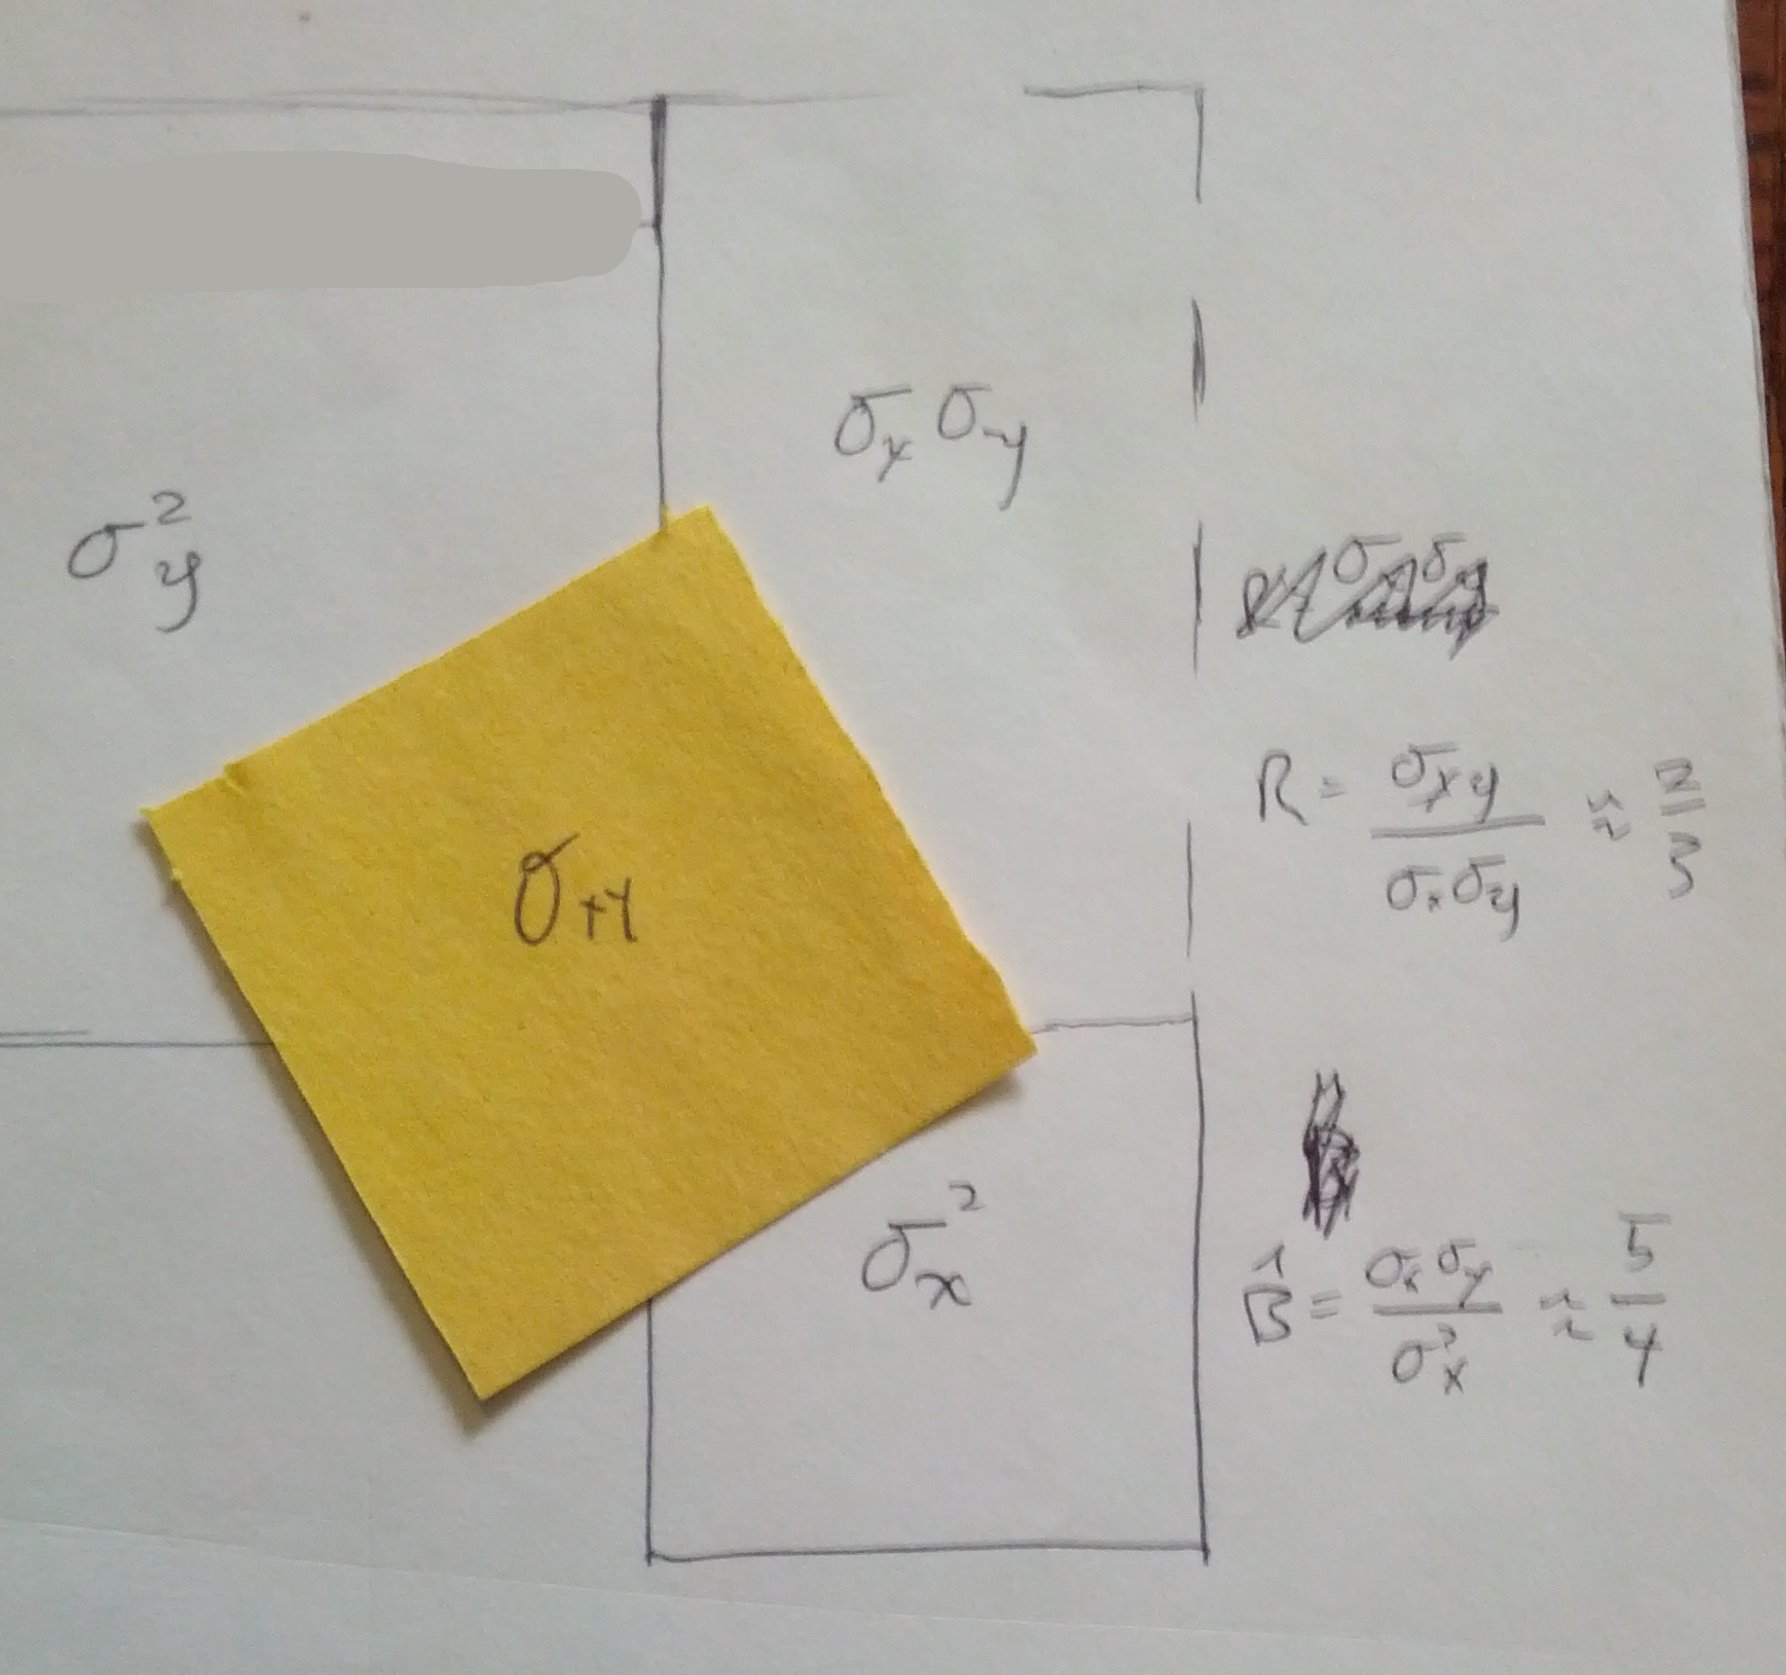 σxσy
σ²y
R = σxy / σxσy ≈ 2/3
σxy
σ²x
B̂ = σxσy / σ²x ≈ 5/4